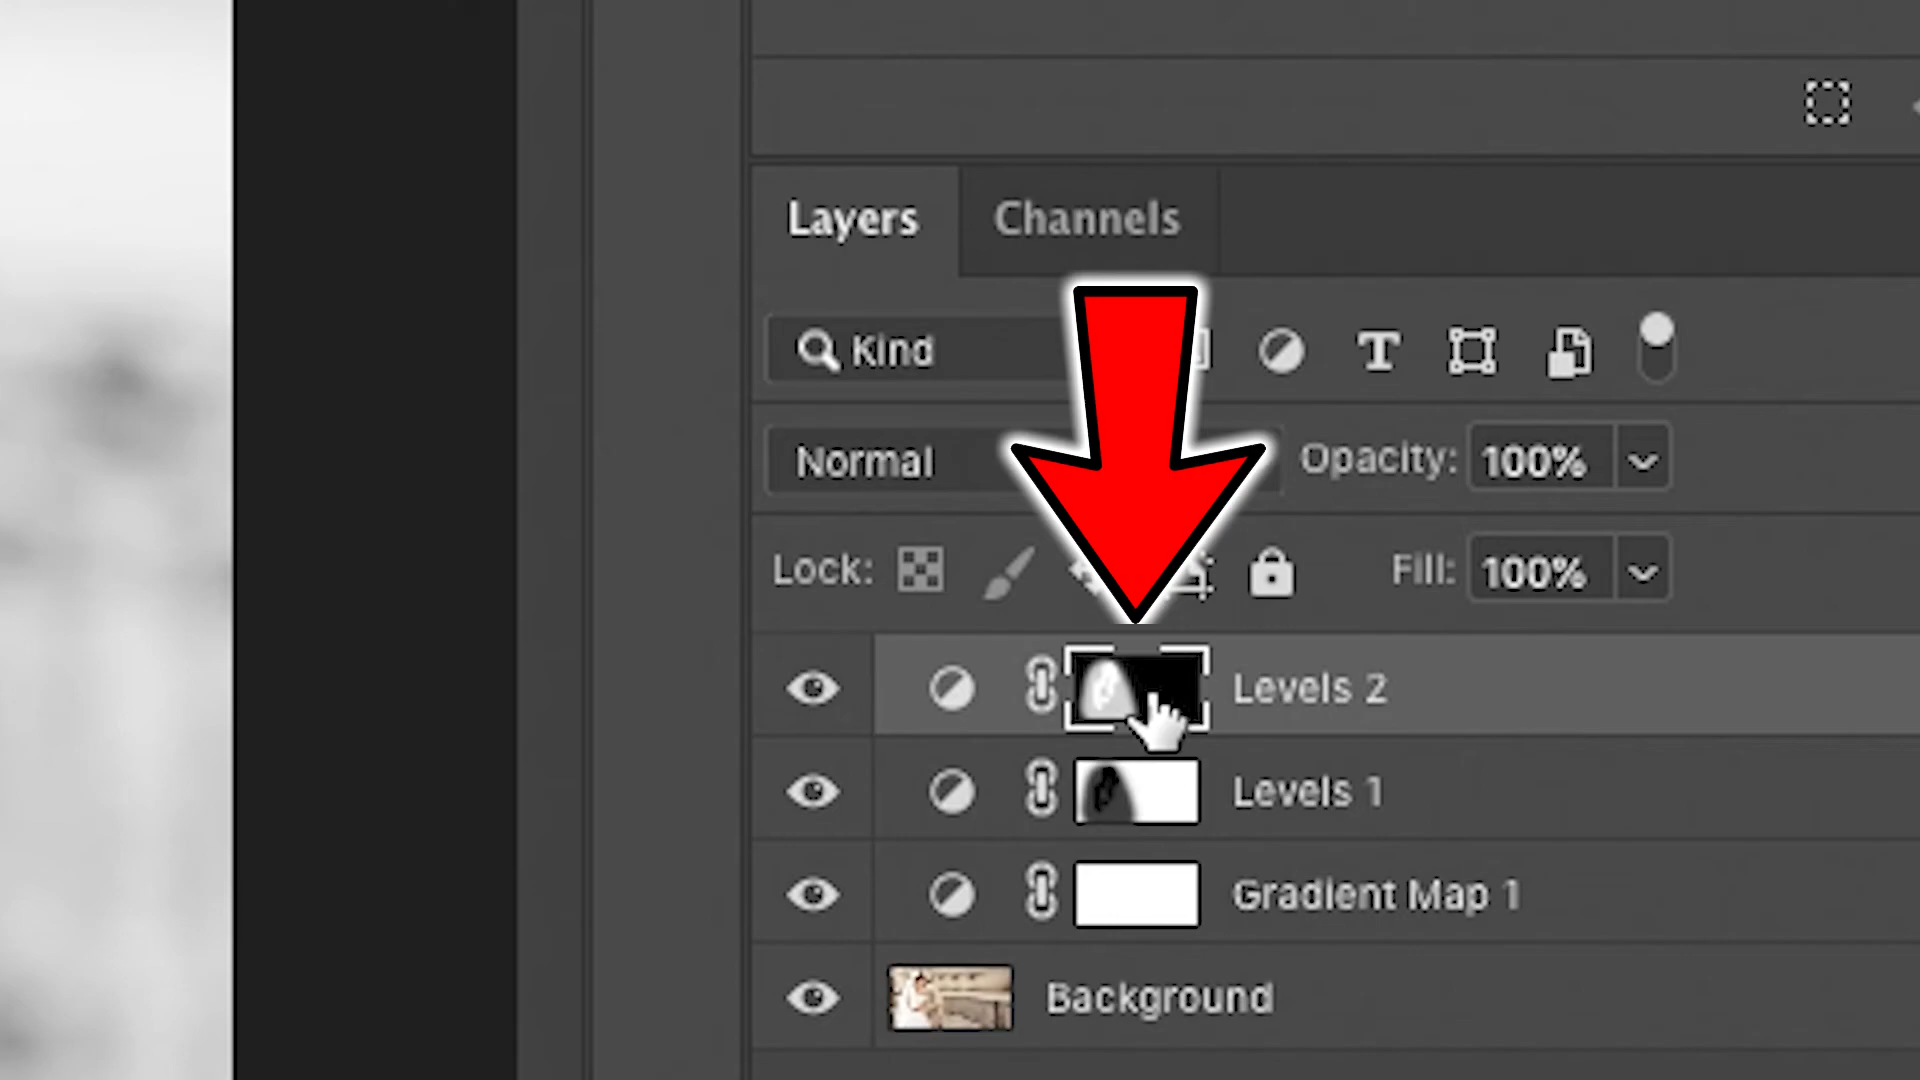 Layers Channels
Kind
Normal Opacity: 100%
Lock: Fill: 100%
Levels 2
Levels 1
Gradient Map 1
Background